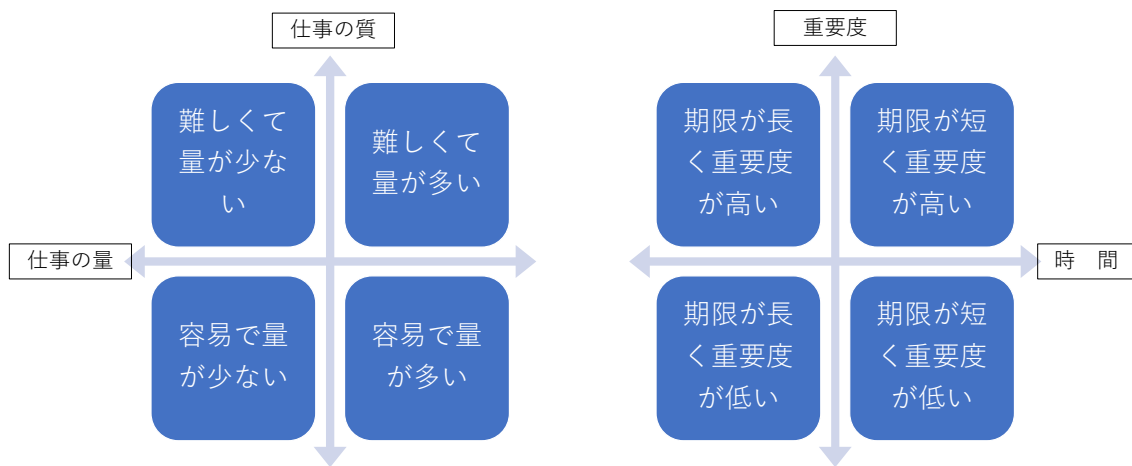 仕事の質
難しくて
量が少な
い
難しくて
量が多い
仕事の量
容易で量
が少ない
容易で量
が多い
重要度
期限が長
く重要度
が高い
期限が短
く重要度
が高い
時　間
期限が長
く重要度
が低い
期限が短
く重要度
が低い